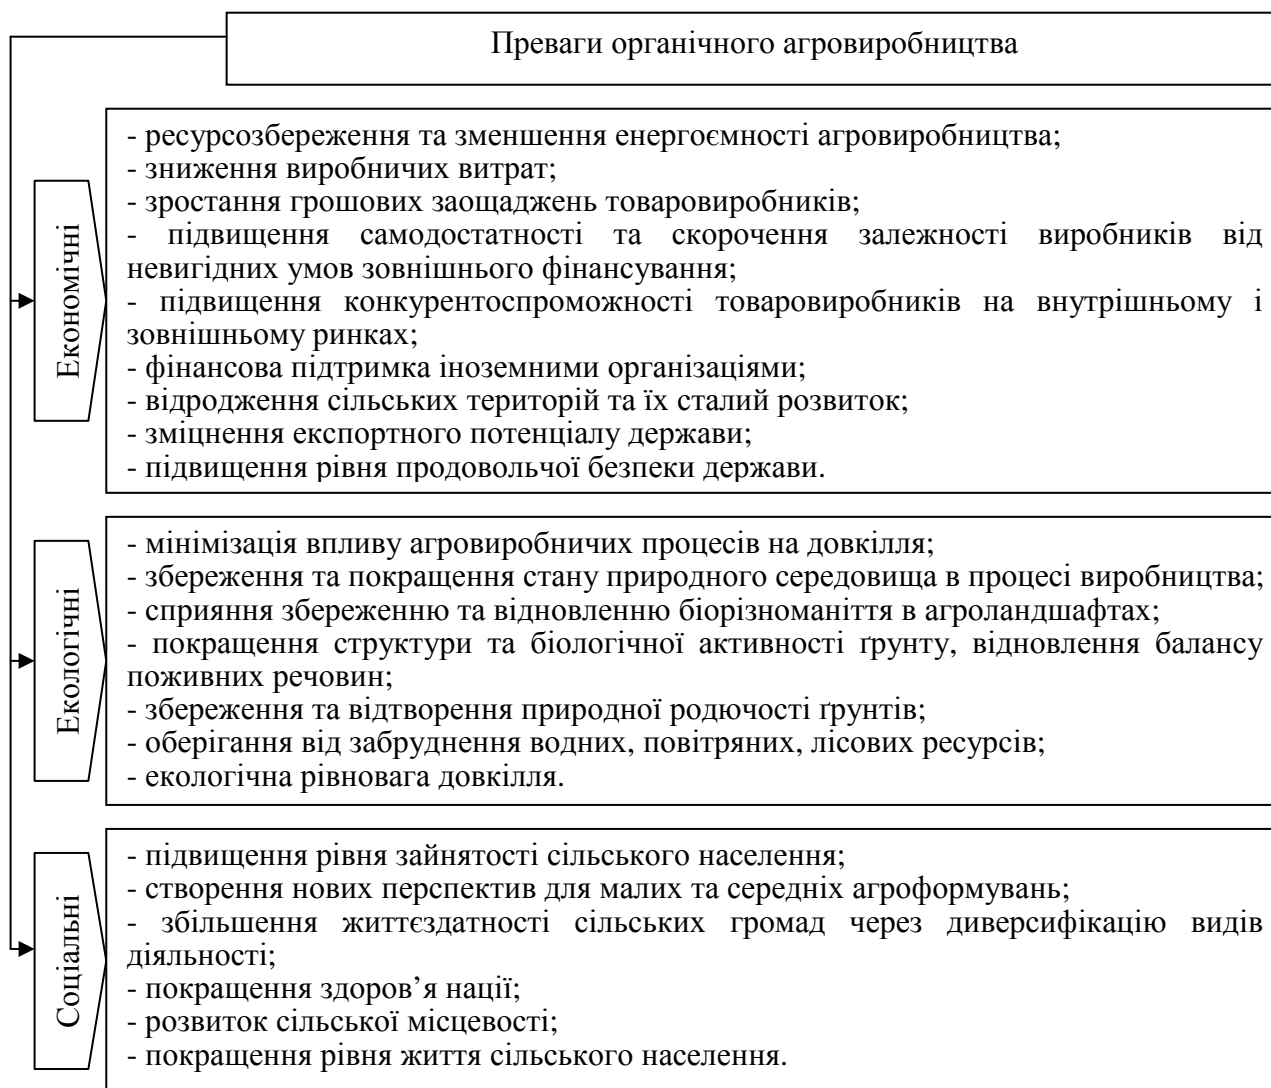 Преваги органічного агровиробництва
Економічні
- ресурсозбереження та зменшення енергоємності агровиробництва;
- зниження виробничих витрат;
- зростання грошових заощаджень товаровиробників;
- підвищення самодостатності та скорочення залежності виробників від
невигідних умов зовнішнього фінансування;
- підвищення конкурентоспроможності товаровиробників на внутрішньому і
зовнішньому ринках;
- фінансова підтримка іноземними організаціями;
- відродження сільських територій та їх сталий розвиток;
- зміцнення експортного потенціалу держави;
- підвищення рівня продовольчої безпеки держави.
Екологічні
- мінімізація впливу агровиробничих процесів на довкілля;
- збереження та покращення стану природного середовища в процесі виробництва;
- сприяння збереженню та відновленню біорізноманіття в агроландшафтах;
- покращення структури та біологічної активності ґрунту, відновлення балансу
поживних речовин;
- збереження та відтворення природної родючості ґрунтів;
- оберігання від забруднення водних, повітряних, лісових ресурсів;
- екологічна рівновага довкілля.
Соціальні
- підвищення рівня зайнятості сільського населення;
- створення нових перспектив для малих та середніх агроформувань;
- збільшення життєздатності сільських громад через диверсифікацію видів
діяльності;
- покращення здоров’я нації;
- розвиток сільської місцевості;
- покращення рівня життя сільського населення.